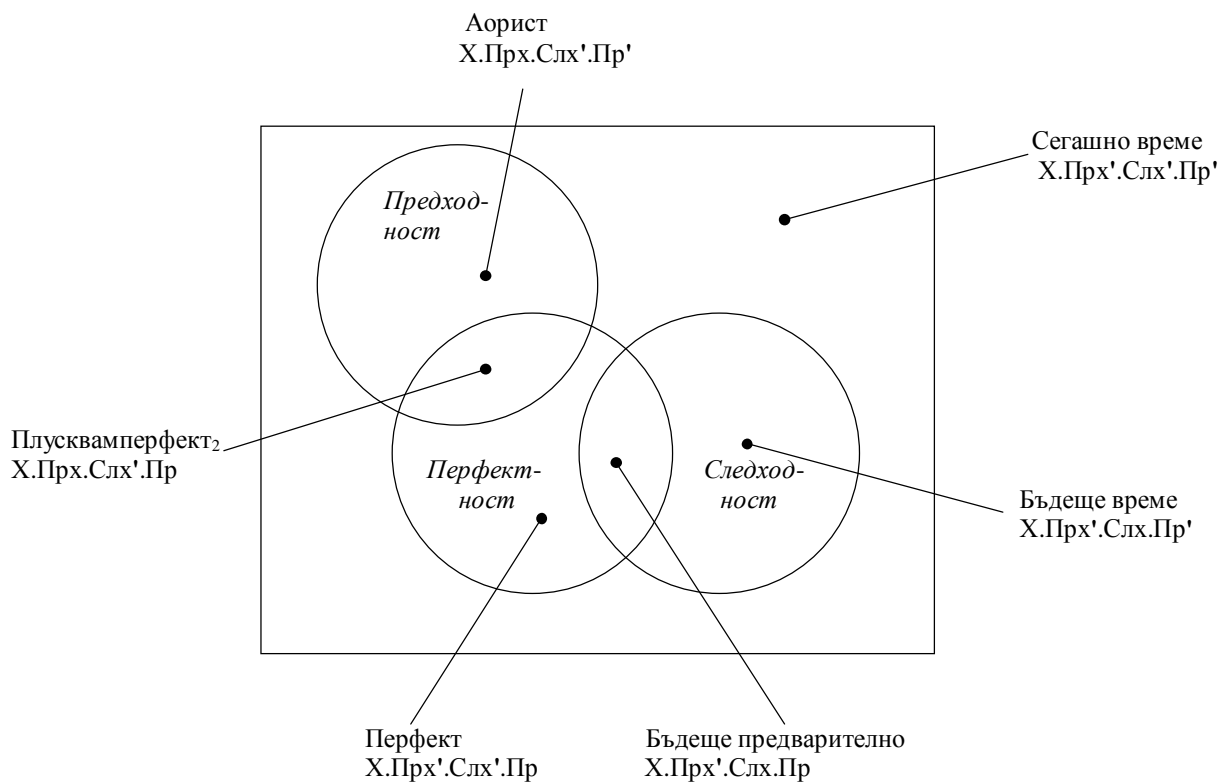 Аорист
Х.Прх.Слх'.Пр'
Сегашно време
Х.Прх'.Слх'.Пр'
Предход-
ност
Плусквамперфект₂
Х.Прх.Слх'.Пр
Перфект-
ност
Следход-
ност
Бъдеще време
Х.Прх'.Слх.Пр'
Перфект
Х.Прх'.Слх'.Пр
Бъдеще предварително
Х.Прх'.Слх.Пр